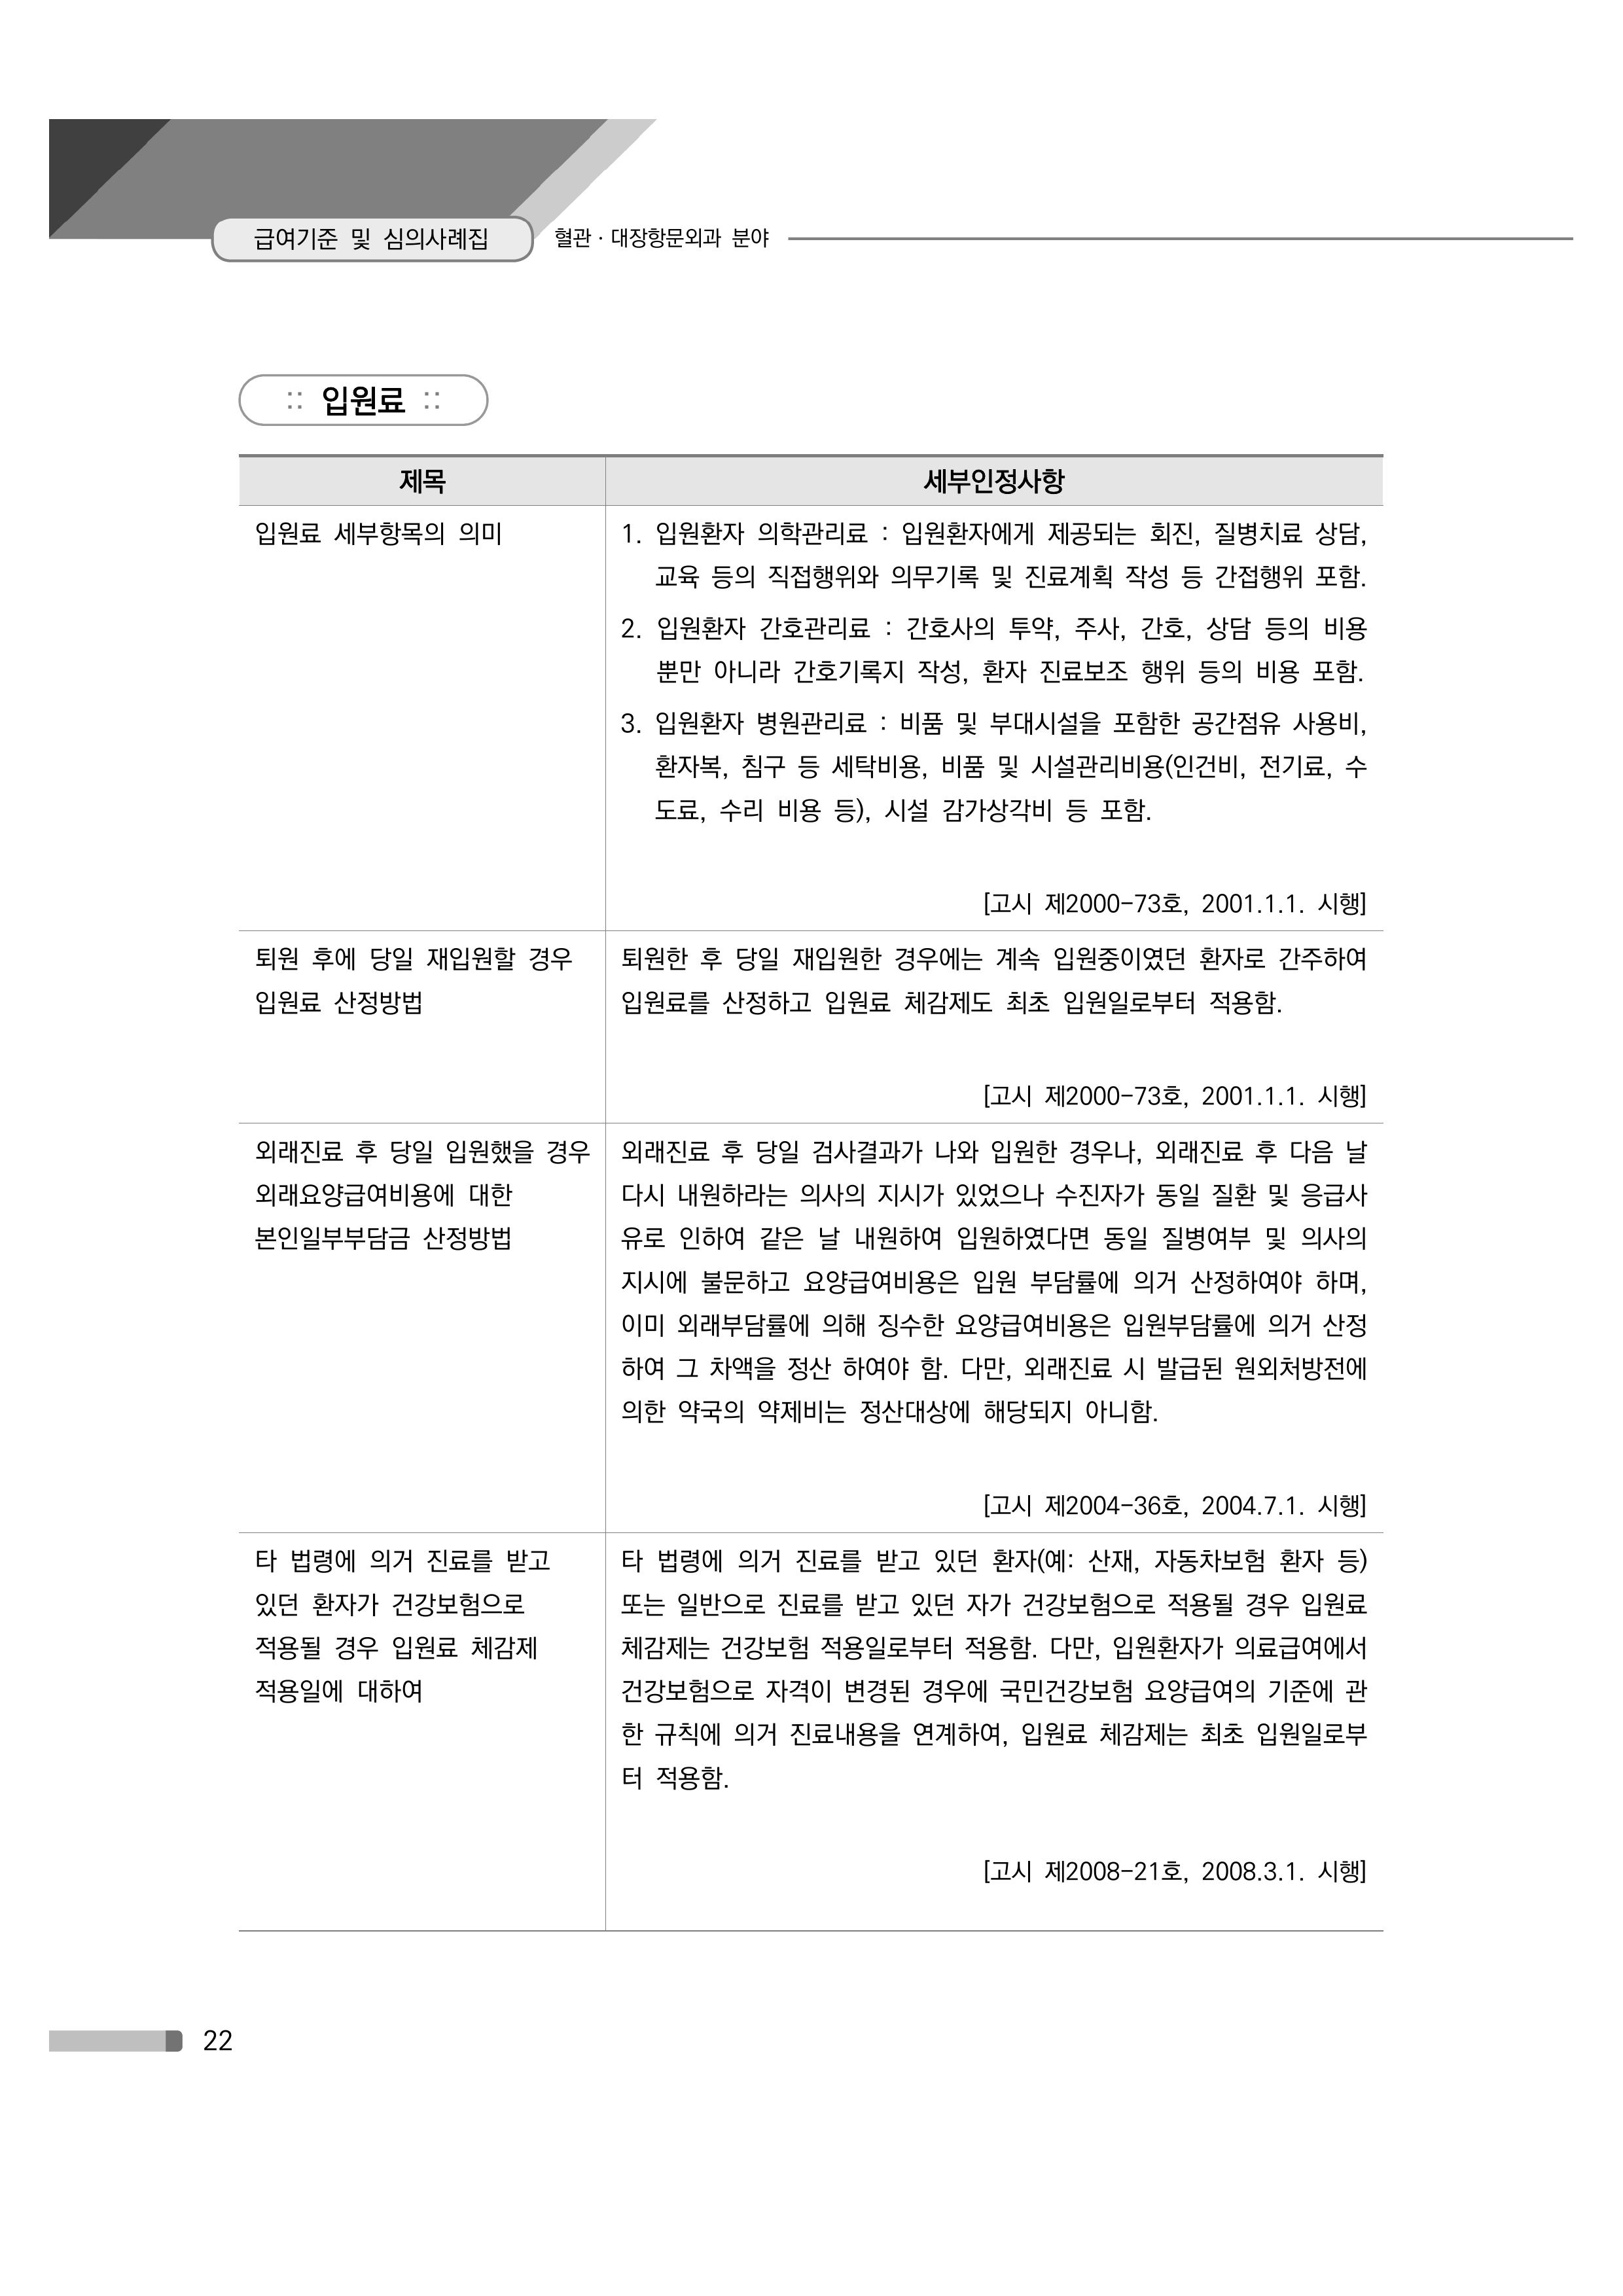 급여기준 및 심의사례집
혈관 · 대장항문외과 분야
:: 입원료 ::
제목
세부인정사항
입원료 세부항목의 의미
1. 입원환자 의학관리료 : 입원환자에게 제공되는 회진, 질병치료 상담,
교육 등의 직접행위와 의무기록 및 진료계획 작성 등 간접행위 포함.
2. 입원환자 간호관리료 : 간호사의 투약, 주사, 간호, 상담 등의 비용
뿐만 아니라 간호기록지 작성, 환자 진료보조 행위 등의 비용 포함.
3. 입원환자 병원관리료 : 비품 및 부대시설을 포함한 공간점유 사용비,
환자복, 침구 등 세탁비용, 비품 및 시설관리비용(인건비, 전기료, 수
도료, 수리 비용 등), 시설 감가상각비 등 포함.
[고시 제2000-73호, 2001.1.1. 시행]
퇴원 후에 당일 재입원할 경우
입원료 산정방법
퇴원한 후 당일 재입원한 경우에는 계속 입원중이였던 환자로 간주하여
입원료를 산정하고 입원료 체감제도 최초 입원일로부터 적용함.
[고시 제2000-73호, 2001.1.1. 시행]
외래진료 후 당일 입원했을 경우
외래요양급여비용에 대한
본인일부부담금 산정방법
외래진료 후 당일 검사결과가 나와 입원한 경우나, 외래진료 후 다음 날
다시 내원하라는 의사의 지시가 있었으나 수진자가 동일 질환 및 응급사
유로 인하여 같은 날 내원하여 입원하였다면 동일 질병여부 및 의사의
지시에 불문하고 요양급여비용은 입원 부담률에 의거 산정하여야 하며,
이미 외래부담률에 의해 징수한 요양급여비용은 입원부담률에 의거 산정
하여 그 차액을 정산 하여야 함. 다만, 외래진료 시 발급된 원외처방전에
의한 약국의 약제비는 정산대상에 해당되지 아니함.
[고시 제2004-36호, 2004.7.1. 시행]
타 법령에 의거 진료를 받고
있던 환자가 건강보험으로
적용될 경우 입원료 체감제
적용일에 대하여
타 법령에 의거 진료를 받고 있던 환자(예: 산재, 자동차보험 환자 등)
또는 일반으로 진료를 받고 있던 자가 건강보험으로 적용될 경우 입원료
체감제는 건강보험 적용일로부터 적용함. 다만, 입원환자가 의료급여에서
건강보험으로 자격이 변경된 경우에 국민건강보험 요양급여의 기준에 관
한 규칙에 의거 진료내용을 연계하여, 입원료 체감제는 최초 입원일로부
터 적용함.
[고시 제2008-21호, 2008.3.1. 시행]
22